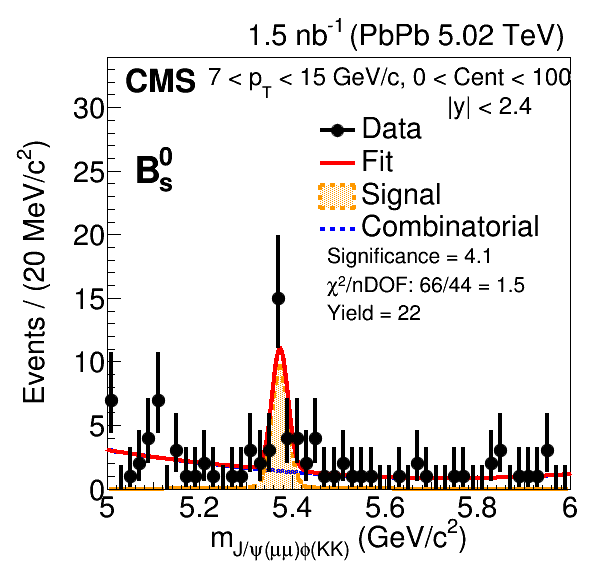 1.5 nb⁻¹ (PbPb 5.02 TeV)
CMS 7 < p_T < 15 GeV/c, 0 < Cent < 100
|y| < 2.4
B⁰_s
Data
Fit
Signal
Combinatorial
Significance = 4.1
χ²/nDOF: 66/44 = 1.5
Yield = 22
Events / (20 MeV/c²)
30
25
20
15
10
5
0
5 5.2 5.4 5.6 5.8 6
m_J/ψ(μμ)ϕ(KK) (GeV/c²)